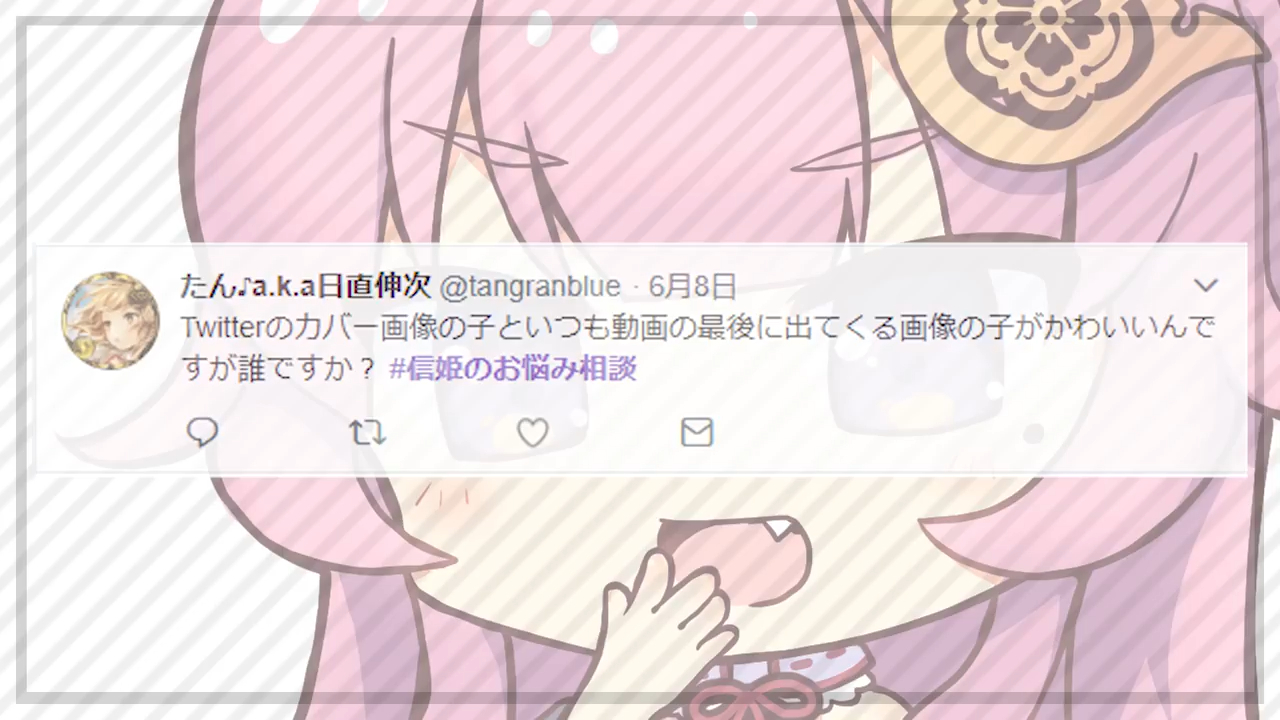 たん♪a.k.a日直伸次 @tangranblue · 6月8日
Twitterのカバー画像の子といつも動画の最後に出てくる画像の子がかわいいんで
すが誰ですか？ #信姫のお悩み相談